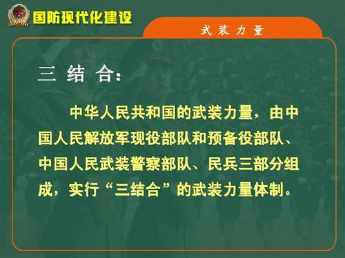 国防现代化建设
武装力量
三结合：
中华人民共和国的武装力量，由中
国人民解放军现役部队和预备役部队、
中国人民武装警察部队、民兵三部分组
成，实行“三结合”的武装力量体制。